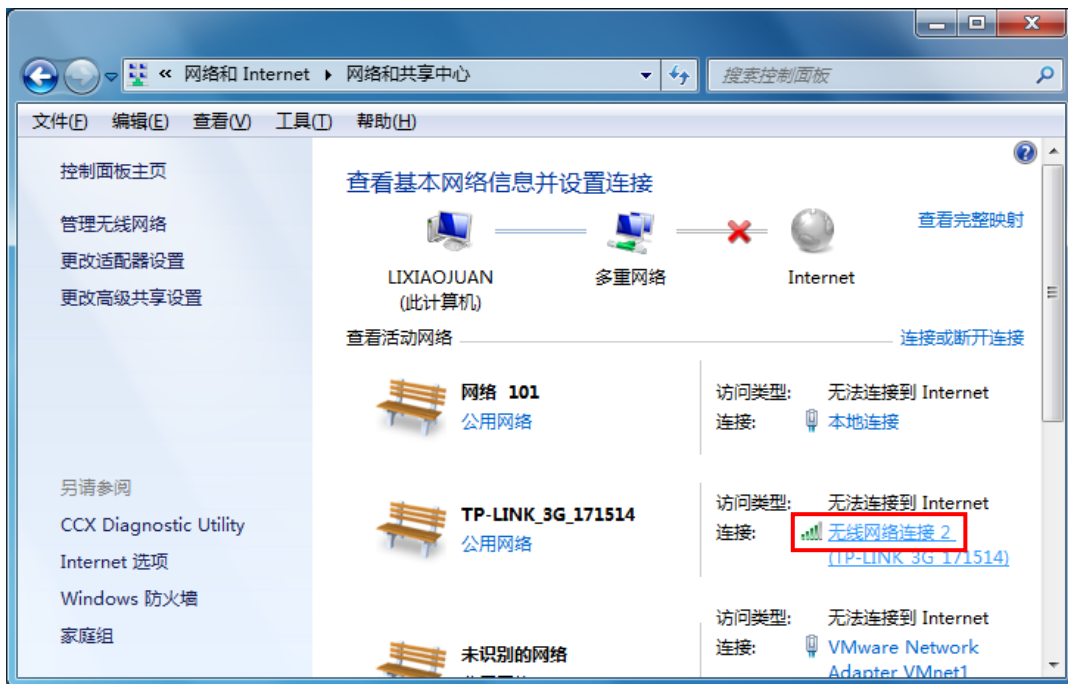 « 网络和 Internet ▸ 网络和共享中心
搜索控制面板
文件(F) 编辑(E) 查看(V) 工具(T) 帮助(H)
控制面板主页
管理无线网络
更改适配器设置
更改高级共享设置
另请参阅
CCX Diagnostic Utility
Internet 选项
Windows 防火墙
家庭组
查看基本网络信息并设置连接
查看完整映射
LIXIAOJUAN
(此计算机)
多重网络
Internet
查看活动网络
连接或断开连接
网络 101
公用网络
访问类型: 无法连接到 Internet
连接: 本地连接
TP-LINK_3G_171514
公用网络
访问类型: 无法连接到 Internet
连接: 无线网络连接 2
(TP-LINK_3G_171514)
未识别的网络
访问类型: 无法连接到 Internet
连接: VMware Network
Adapter VMnet1